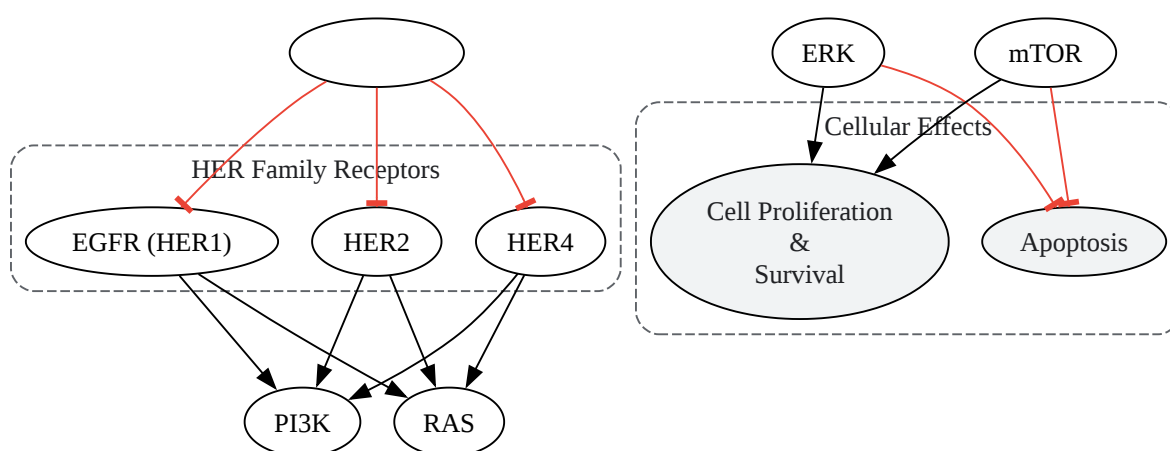 ERK
mTOR
Cellular Effects
HER Family Receptors
EGFR (HER1)
HER2
HER4
Cell Proliferation
&
Survival
Apoptosis
PI3K
RAS